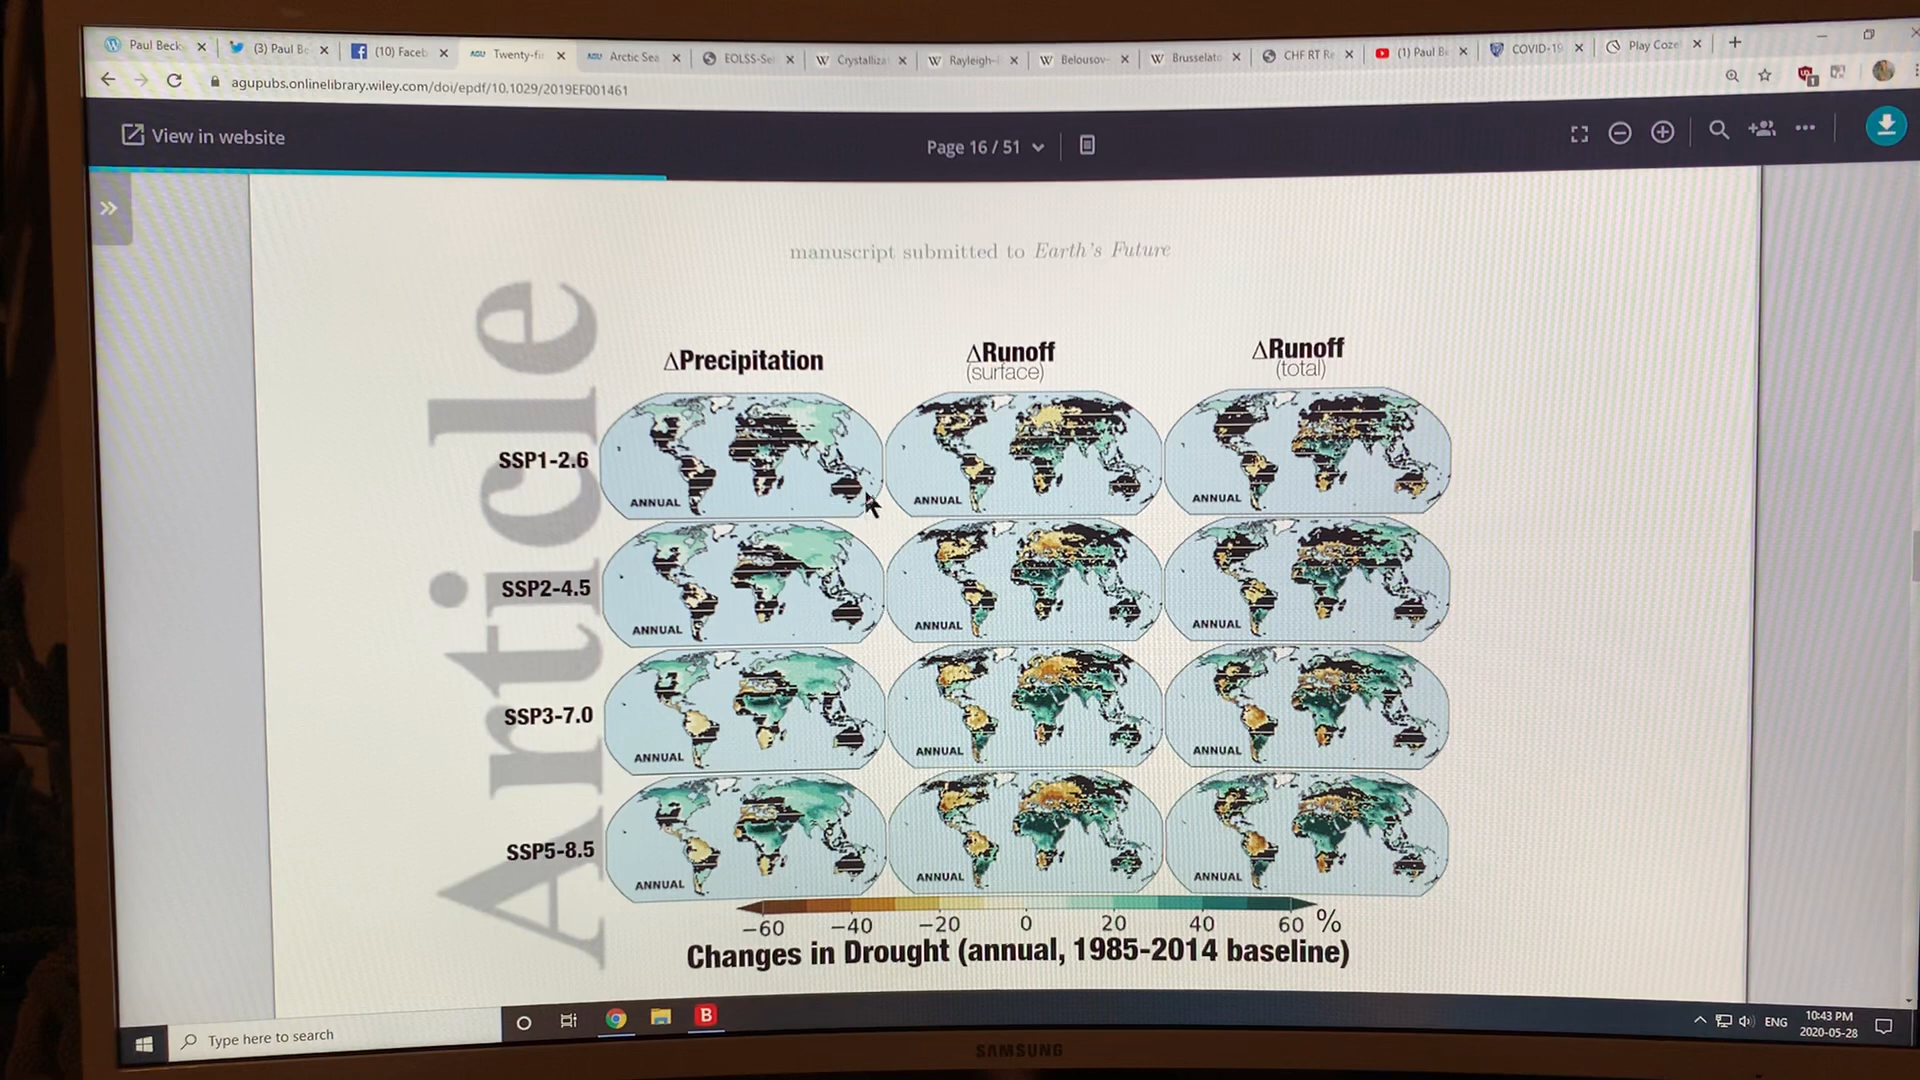 Paul Beck
(3) Paul Be
(10) Faceb
AGU Twenty-fir
AGU Arctic Sea
EOLSS-Se
W Crystalliza
W Rayleigh-
W Belousov-
W Brusselato
CHF RT Re
(1) Paul B
COVID-19
Play Cozel
agupubs.onlinelibrary.wiley.com/doi/epdf/10.1029/2019EF001461
View in website
Page 16 / 51
manuscript submitted to Earth's Future
Article
ΔPrecipitation
ΔRunoff
(surface)
ΔRunoff
(total)
SSP1-2.6
ANNUAL
ANNUAL
ANNUAL
SSP2-4.5
ANNUAL
ANNUAL
ANNUAL
SSP3-7.0
ANNUAL
ANNUAL
ANNUAL
SSP5-8.5
ANNUAL
ANNUAL
ANNUAL
−60 −40 −20 0 20 40 60 %
Changes in Drought (annual, 1985-2014 baseline)
Type here to search
B
ENG
10:43 PM
2020-05-28
SAMSUNG